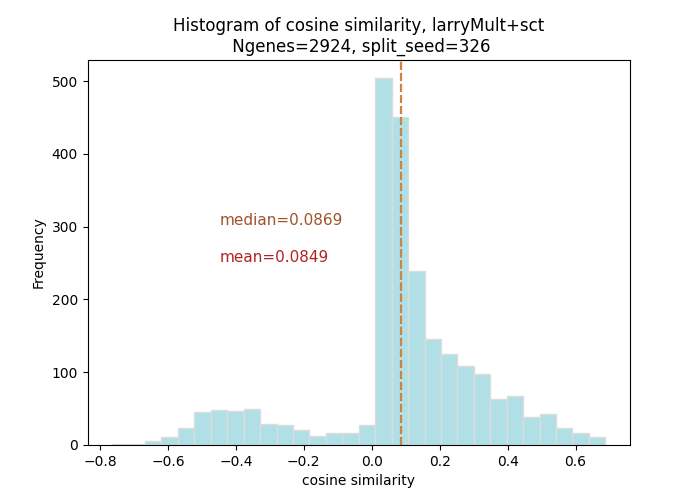 Histogram of cosine similarity, larryMult+sct
Ngenes=2924, split_seed=326
500
400
300
200
100
0
Frequency
median=0.0869
mean=0.0849
−0.8 −0.6 −0.4 −0.2 0.0 0.2 0.4 0.6
cosine similarity